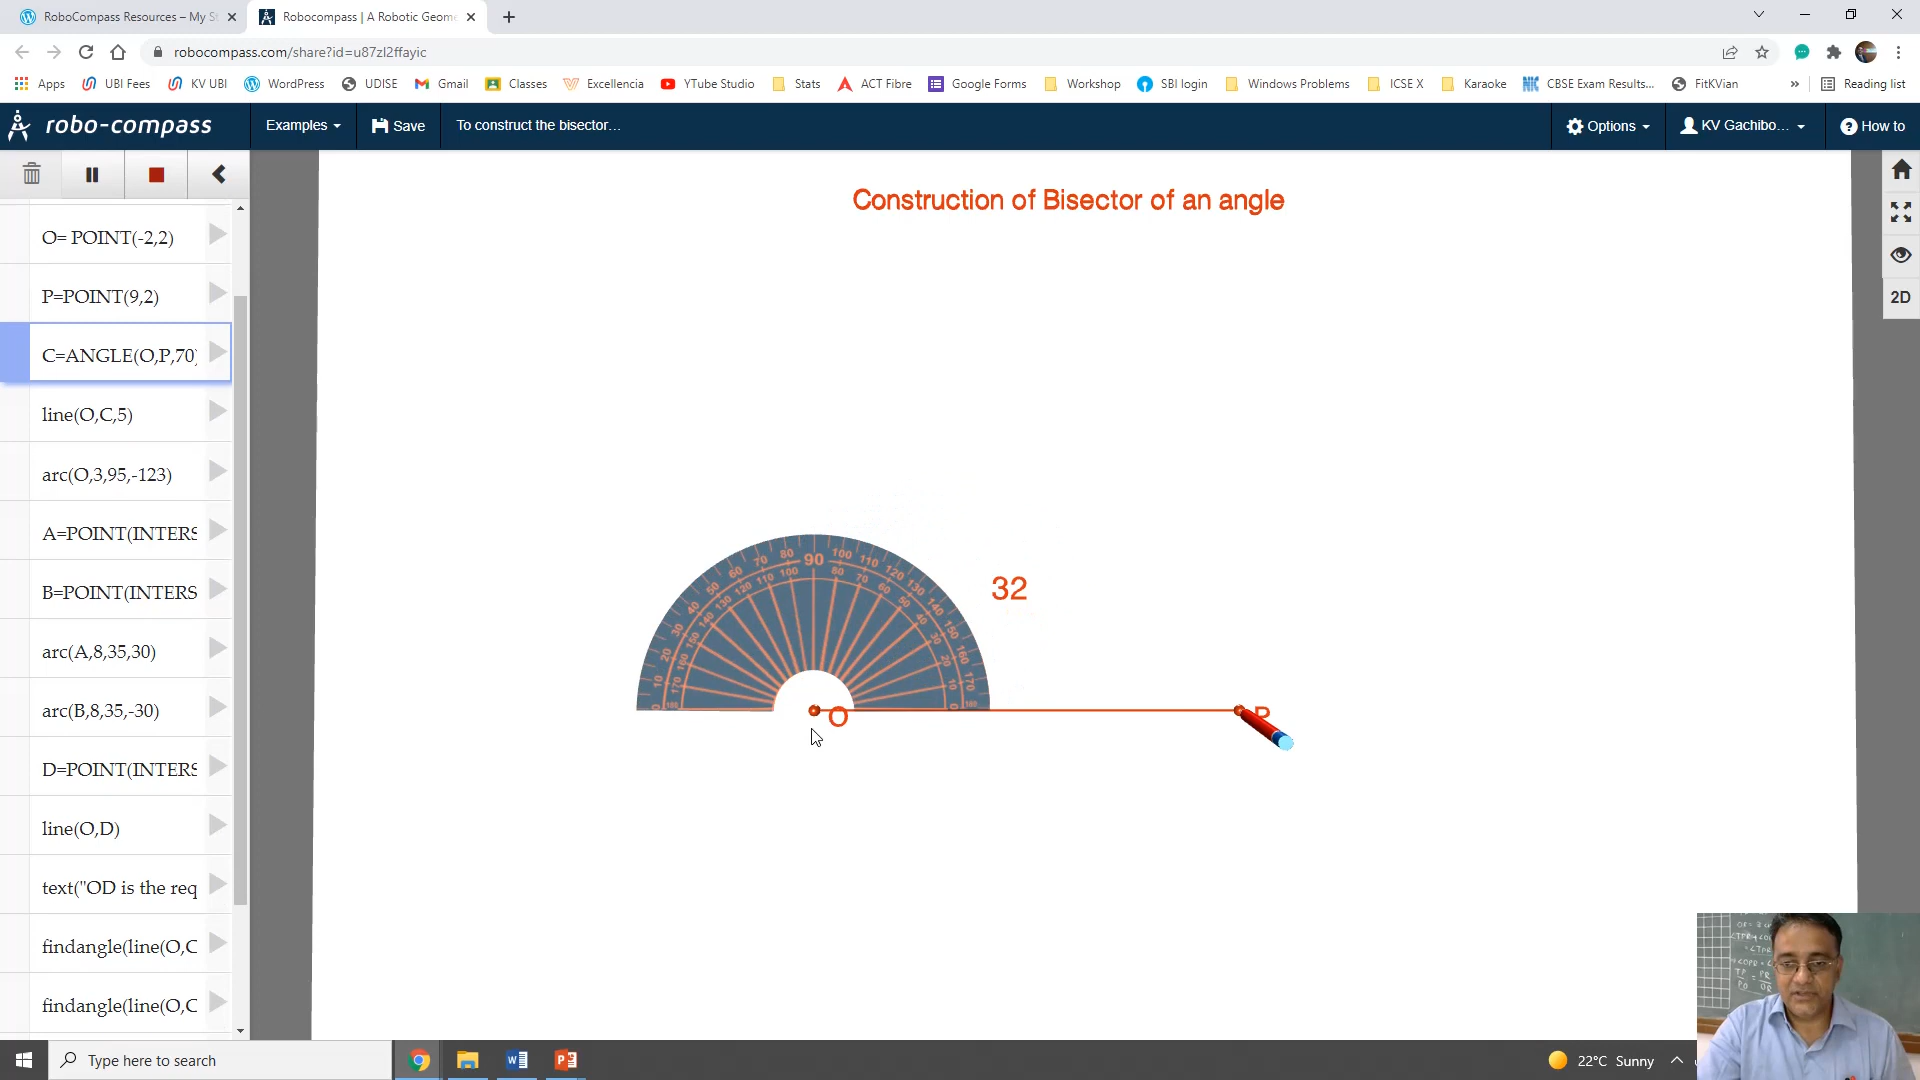 RoboCompass Resources – My S
Robocompass | A Robotic Geome
robocompass.com/share?id=u87zl2ffayic
Apps
UBI Fees
KV UBI
WordPress
UDISE
Gmail
Classes
Excellencia
YTube Studio
Stats
ACT Fibre
Google Forms
Workshop
SBI login
Windows Problems
ICSE X
Karaoke
CBSE Exam Results...
FitKVian
»
Reading list
robo-compass
Examples
Save
To construct the bisector...
Options
KV Gachibo...
How to
2D
O= POINT(-2,2)
P=POINT(9,2)
C=ANGLE(O,P,70)
line(O,C,5)
arc(O,3,95,-123)
A=POINT(INTERS
B=POINT(INTERS
arc(A,8,35,30)
arc(B,8,35,-30)
D=POINT(INTERS
line(O,D)
text("OD is the req
findangle(line(O,C
findangle(line(O,C
Construction of Bisector of an angle
32
O
P
Type here to search
22°C Sunny